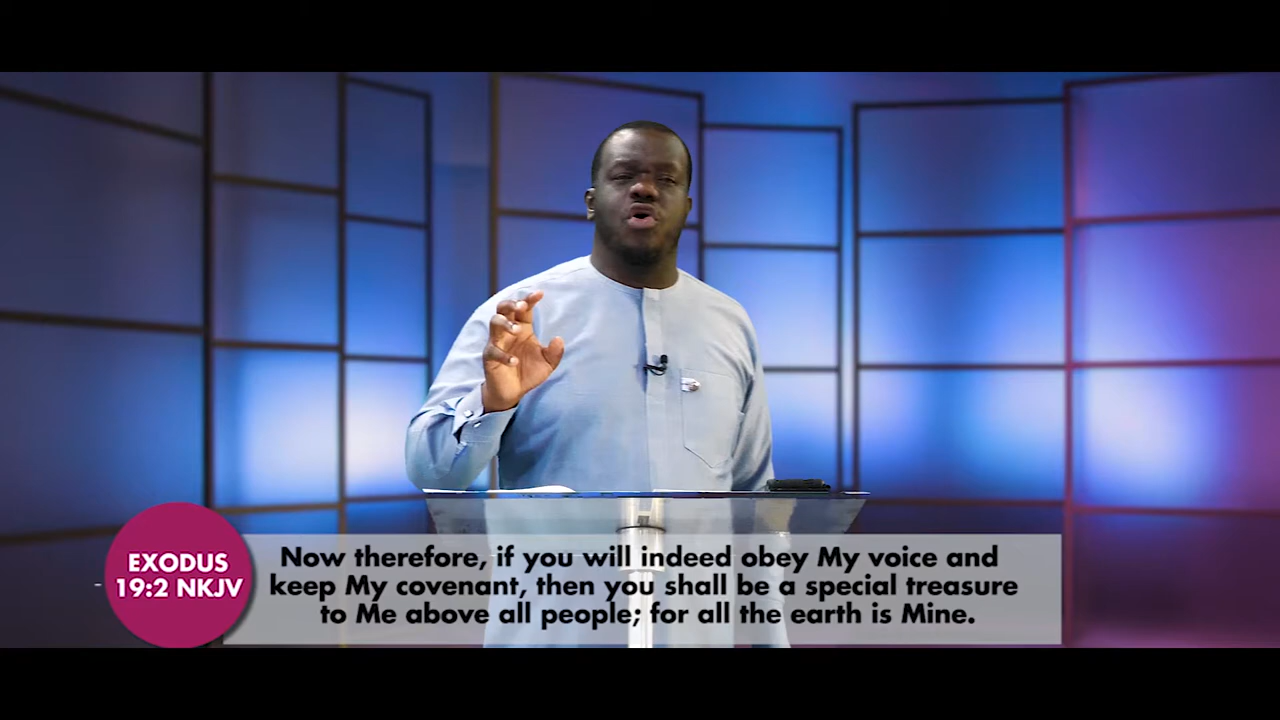 EXODUS
19:2 NKJV
Now therefore, if you will indeed obey My voice and
keep My covenant, then you shall be a special treasure
to Me above all people; for all the earth is Mine.